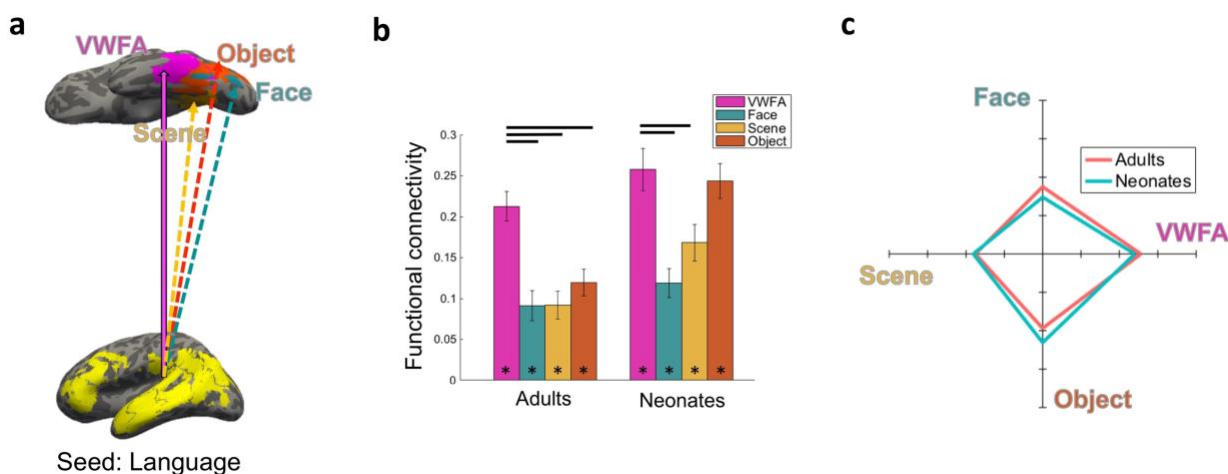 a
VWFA
Object
Face
Scene
Seed: Language
b
VWFA
Face
Scene
Object
Functional connectivity
0.3
0.25
0.2
0.15
0.1
0.05
0
* * * * * * * *
Adults Neonates
c
Face
Adults
Neonates
VWFA
Scene
Object